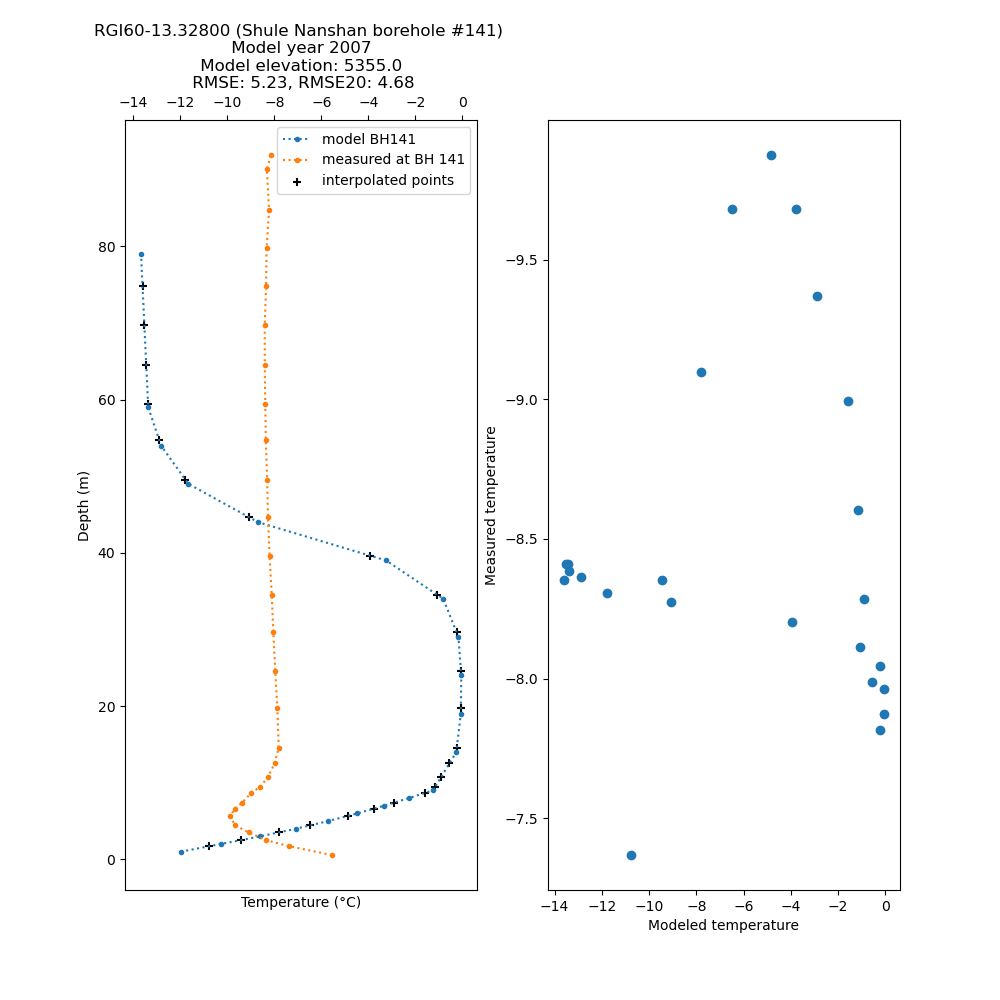 RGI60-13.32800 (Shule Nanshan borehole #141)
Model year 2007
Model elevation: 5355.0
RMSE: 5.23, RMSE20: 4.68
−14 −12 −10 −8 −6 −4 −2 0
model BH141
measured at BH 141
interpolated points
80
60
40
20
0
Depth (m)
Temperature (°C)
−9.5
−9.0
−8.5
−8.0
−7.5
Measured temperature
−14 −12 −10 −8 −6 −4 −2 0
Modeled temperature